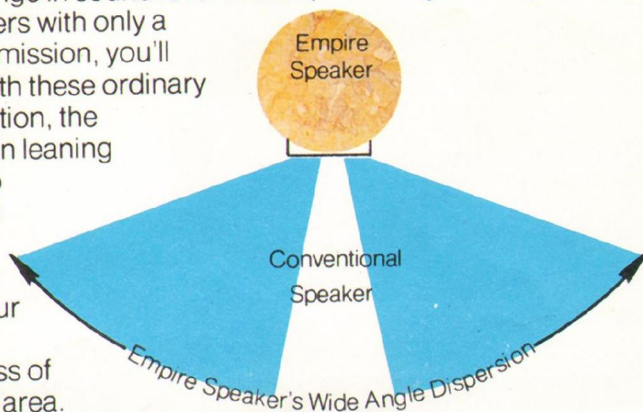 ers with only a
mission, you'll
th these ordinary
tion, the
n leaning
ur
ss of
area.
Empire
Speaker
Conventional
Speaker
Empire Speaker's Wide Angle Dispersion